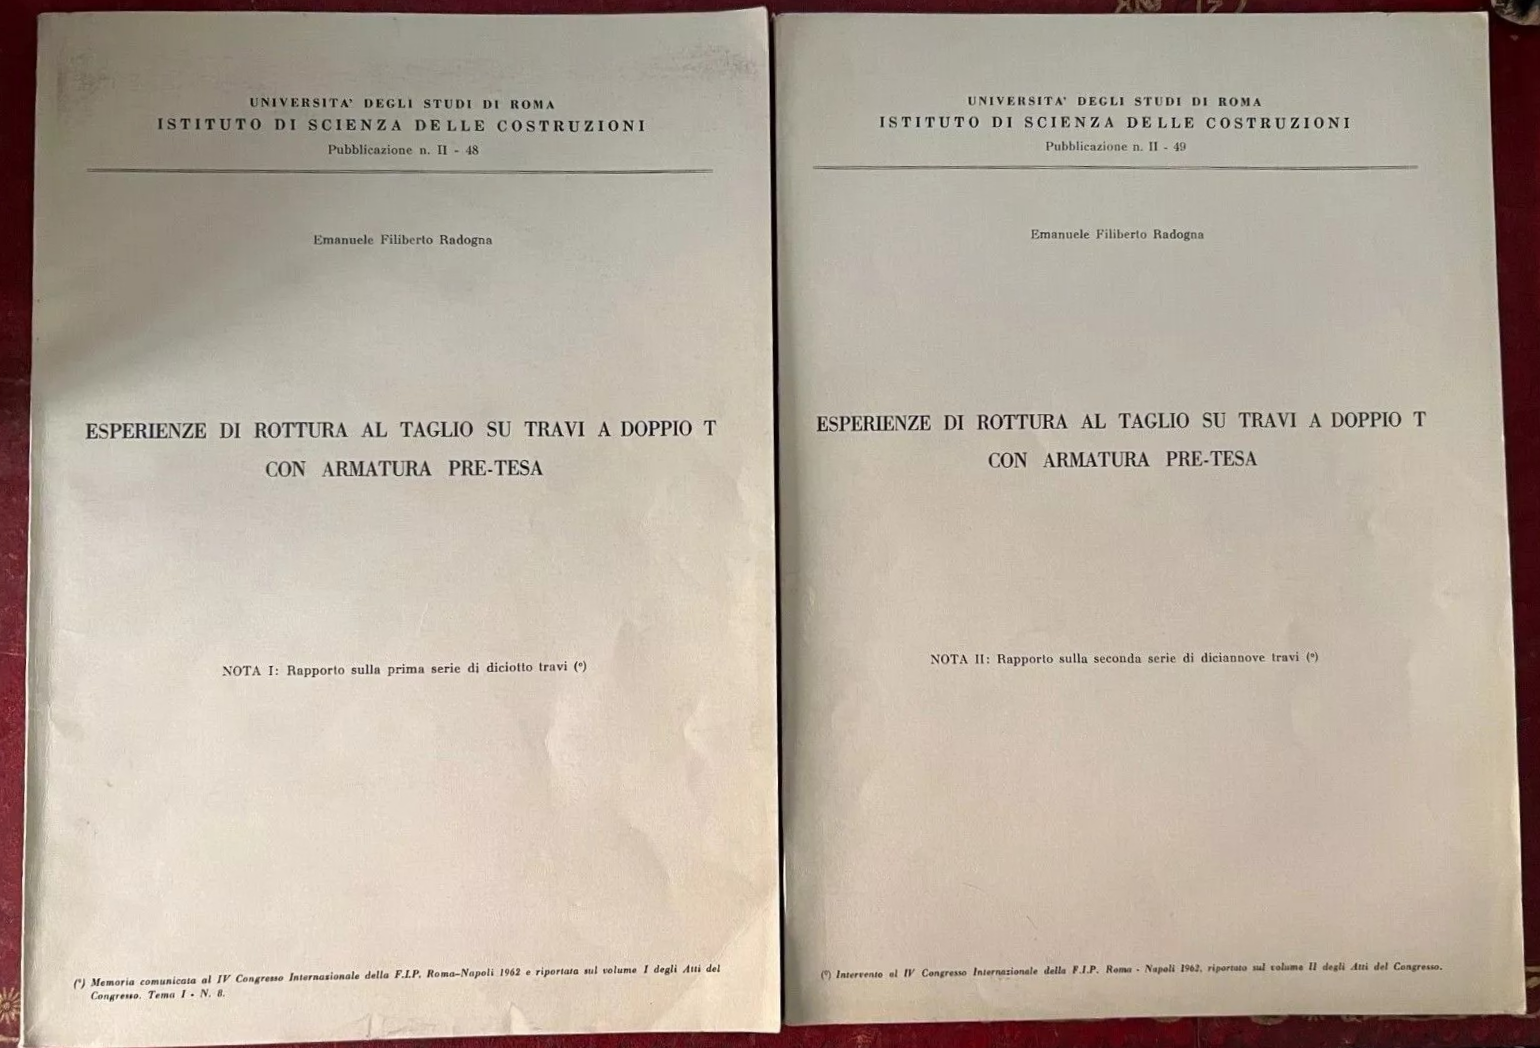 UNIVERSITA' DEGLI STUDI DI ROMA
ISTITUTO DI SCIENZA DELLE COSTRUZIONI
Pubblicazione n. II - 48
Emanuele Filiberto Radogna
ESPERIENZE DI ROTTURA AL TAGLIO SU TRAVI A DOPPIO T
CON ARMATURA PRE-TESA
NOTA I: Rapporto sulla prima serie di diciotto travi (°)
(°) Memoria comunicata al IV Congresso Internazionale della F.I.P. Roma-Napoli 1962 e riportata sul volume I degli Atti del
Congresso. Tema I - N. 8.
UNIVERSITA' DEGLI STUDI DI ROMA
ISTITUTO DI SCIENZA DELLE COSTRUZIONI
Pubblicazione n. II - 49
Emanuele Filiberto Radogna
ESPERIENZE DI ROTTURA AL TAGLIO SU TRAVI A DOPPIO T
CON ARMATURA PRE-TESA
NOTA II: Rapporto sulla seconda serie di diciannove travi (°)
(°) Intervento al IV Congresso Internazionale della F.I.P. Roma - Napoli 1962, riportato sul volume II degli Atti del Congresso.